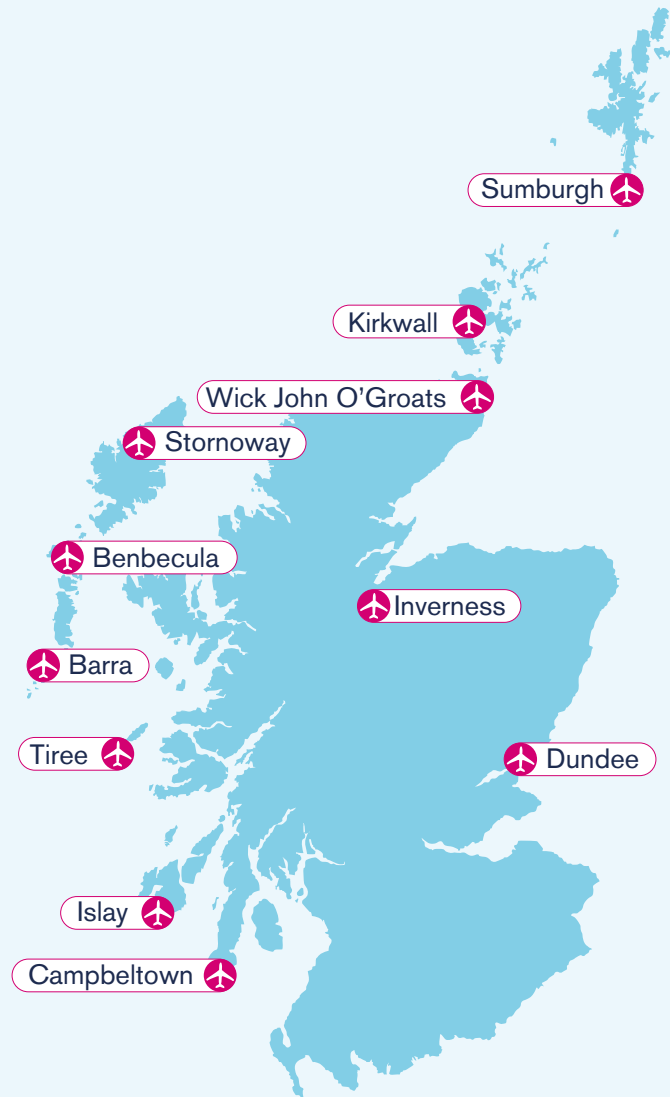 Sumburgh
Kirkwall
Wick John O’Groats
Stornoway
Benbecula
Inverness
Barra
Tiree
Dundee
Islay
Campbeltown